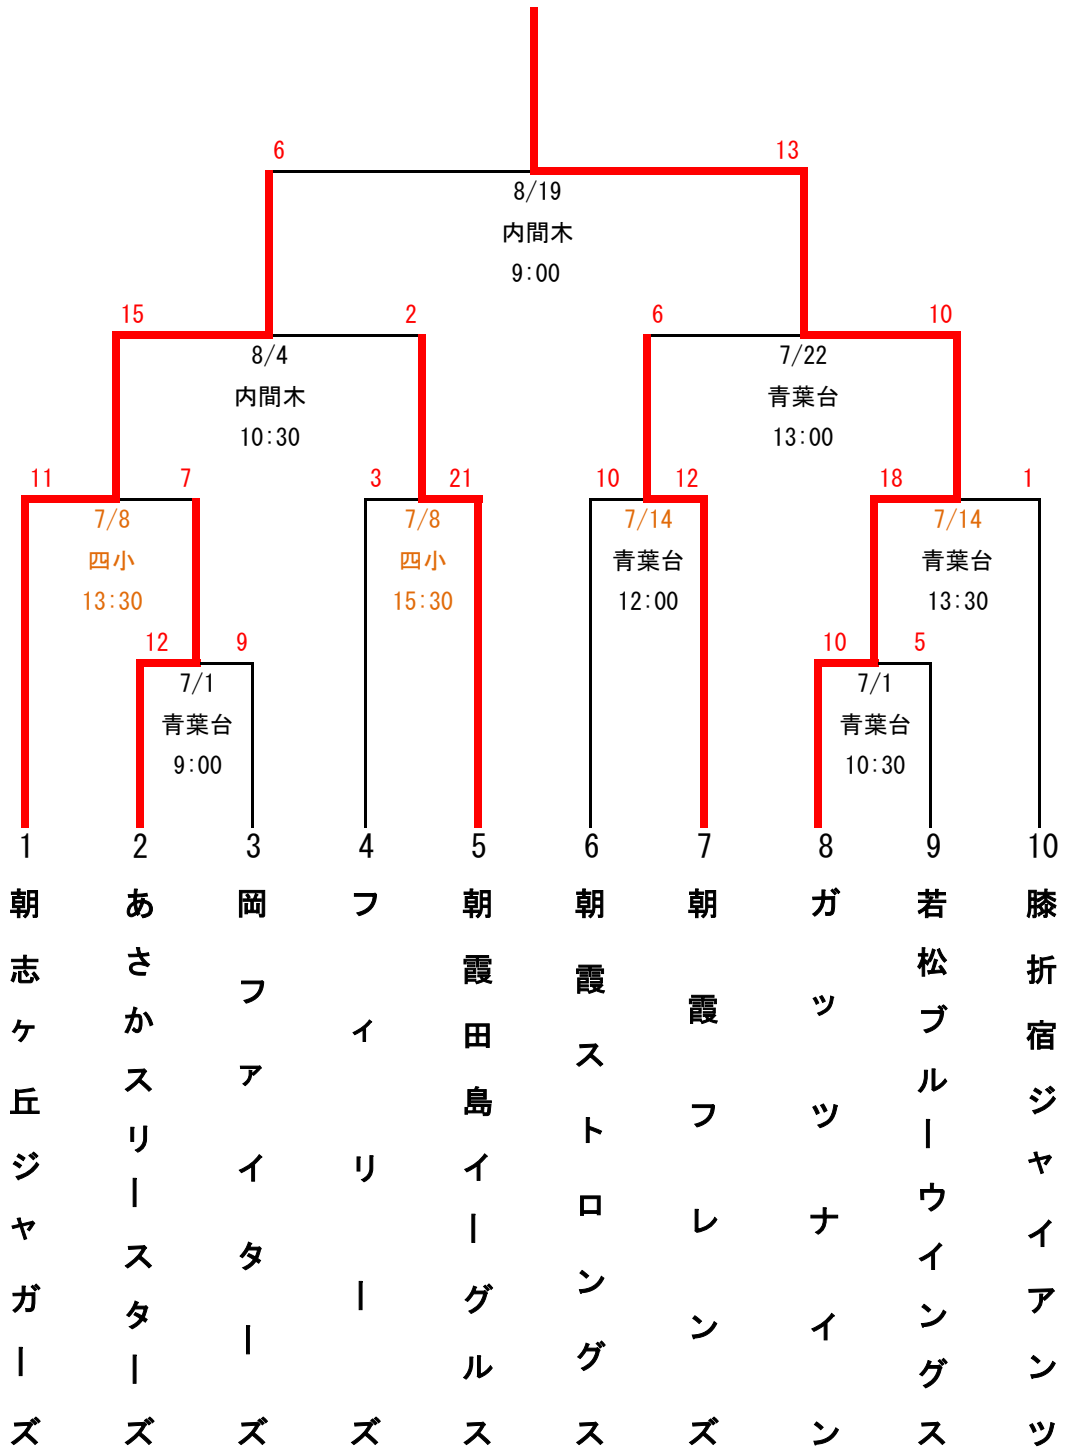 6 13
8/19
内間木
9:00
15 2 6 10
8/4 7/22
内間木 青葉台
10:30 13:00
11 7 3 21 10 12 18 1
7/8 7/8 7/14 7/14
四小 四小 青葉台 青葉台
13:30 15:30 12:00 13:30
12 9 10 5
7/1 7/1
青葉台 青葉台
9:00 10:30
1 2 3 4 5 6 7 8 9 10
朝志ヶ丘ジャガーズ
あさかスリースターズ
岡ファイターズ
フィリーズ
朝霞田島イーグルス
朝霞ストロングス
朝霞フレンズ
ガッツナイン
若松ブルーウイングス
膝折宿ジャイアンツ